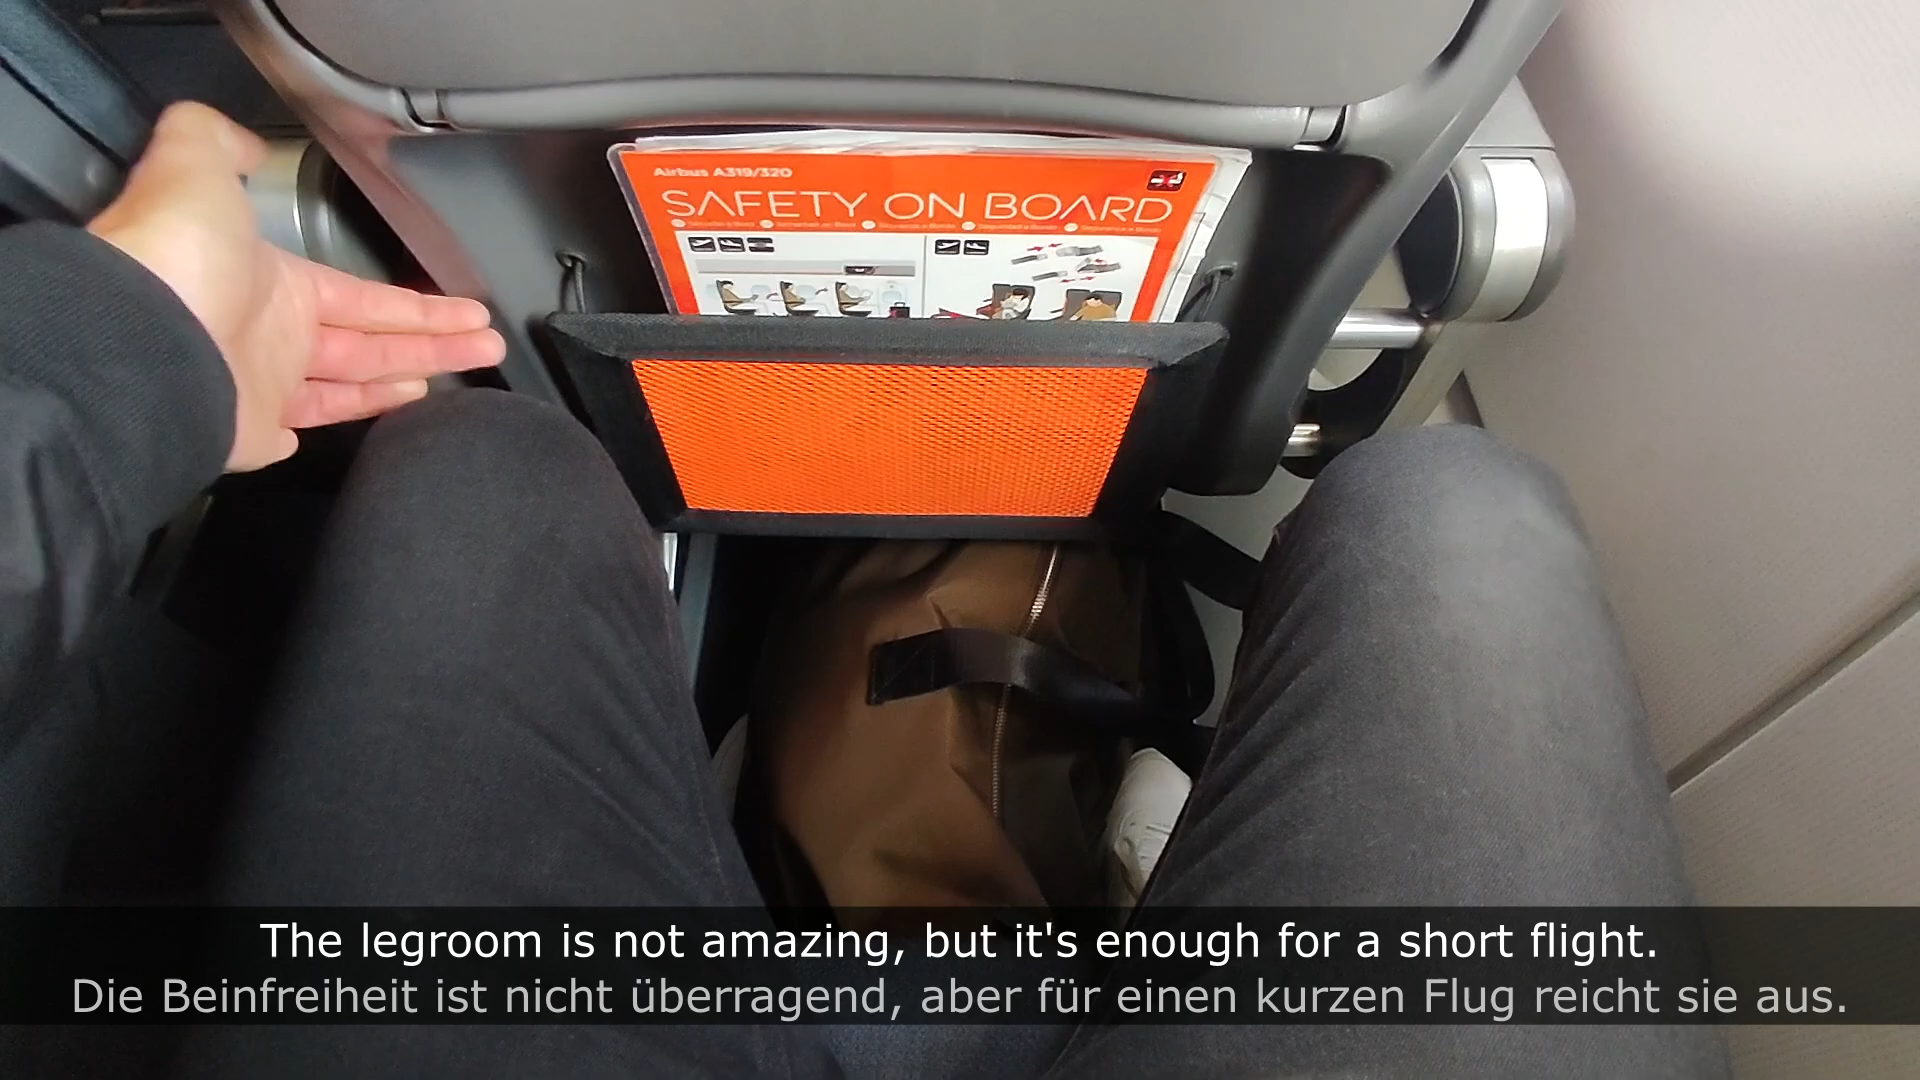 Airbus A319/320
SAFETY ON BOARD
The legroom is not amazing, but it's enough for a short flight.
Die Beinfreiheit ist nicht überragend, aber für einen kurzen Flug reicht sie aus.